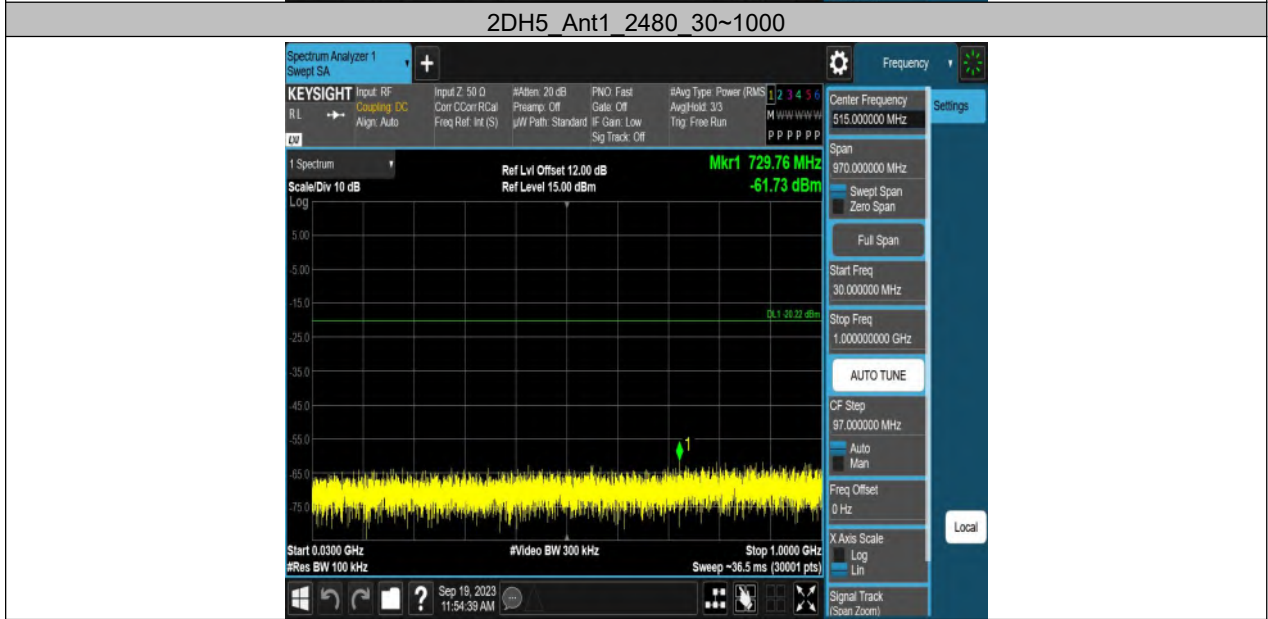 2DH5_Ant1_2480_30~1000
Spectrum Analyzer 1
Swept SA
+
Frequency
KEYSIGHT
RL
LXI
Input: RF
Coupling: DC
Align: Auto
Input Z: 50 Ω
Corr CCorr RCal
Freq Ref: Int (S)
#Atten: 20 dB
Preamp: Off
µW Path: Standard
PNO: Fast
Gate: Off
IF Gain: Low
Sig Track: Off
#Avg Type: Power (RMS
Avg|Hold: 3/3
Trig: Free Run
1 2 3 4 5 6
M W W W W W
P P P P P P
Center Frequency
515.000000 MHz
Settings
Span
970.000000 MHz
Swept Span
Zero Span
Full Span
Start Freq
30.000000 MHz
Stop Freq
1.000000000 GHz
AUTO TUNE
CF Step
97.000000 MHz
Auto
Man
Freq Offset
0 Hz
X Axis Scale
Log
Lin
Signal Track
(Span Zoom)
Local
1 Spectrum
Scale/Div 10 dB
Log
Ref Lvl Offset 12.00 dB
Ref Level 15.00 dBm
Mkr1 729.76 MHz
-61.73 dBm
5.00
-5.00
-15.0
DL1 -20.22 dBm
-25.0
-35.0
-45.0
-55.0
1
-65.0
-75.0
Start 0.0300 GHz
#Res BW 100 kHz
#Video BW 300 kHz
Stop 1.0000 GHz
Sweep ~36.5 ms (30001 pts)
?
Sep 19, 2023
11:54:39 AM